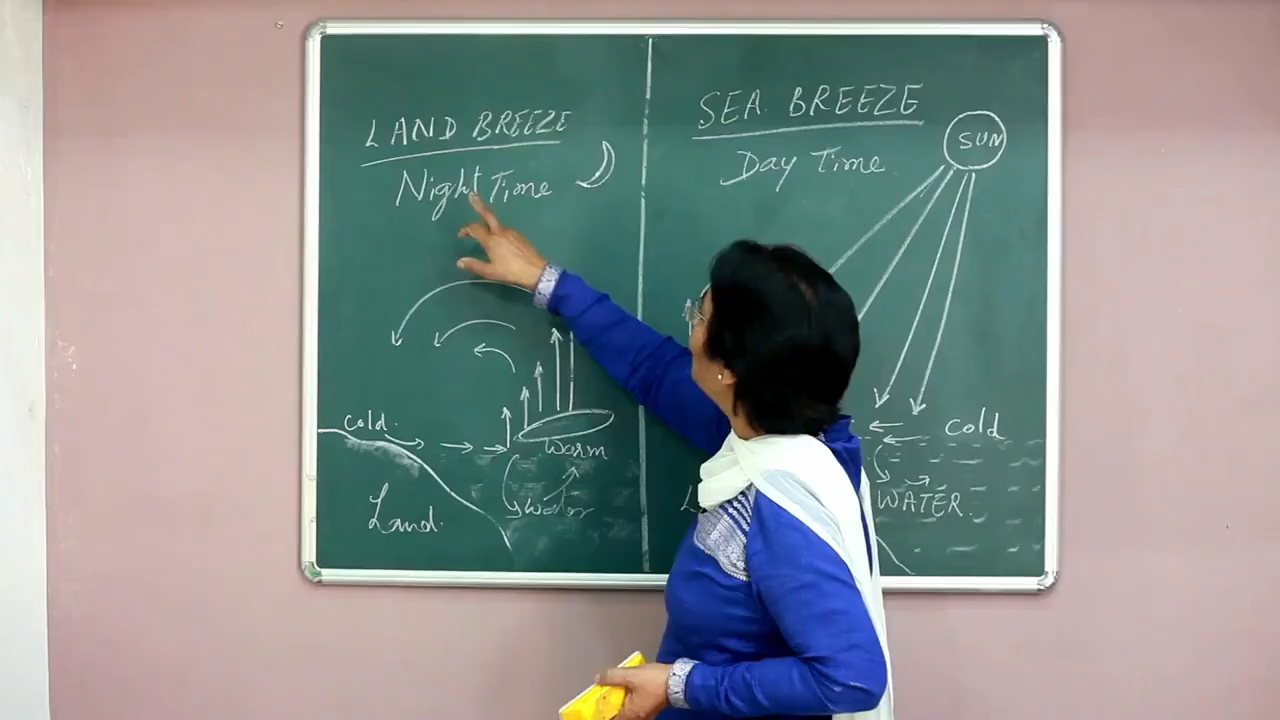 LAND BREEZE
Night Time
cold.
warm
water
Land.
SEA BREEZE
SUN
Day Time
cold
WATER.